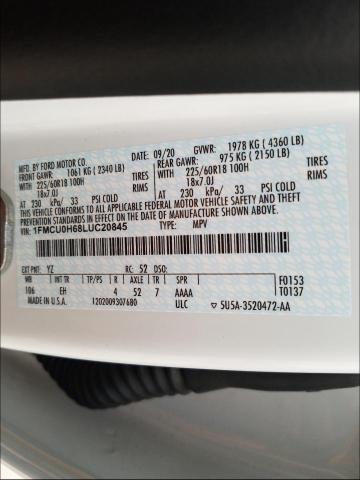 MFD. BY FORD MOTOR CO.
09/20 GVWR: 1978 KG (4360 LB)
FRONT GAWR: 1061 KG (2340 LB) REAR GAWR: 975 KG (2150 LB)
225/60R18 100H TIRES WITH 225/60R18 100H TIRES
18x7.0J RIMS 18x7.0J RIMS
AT 230 kPa/ 33 PSI COLD AT 230 kPa/ 33 PSI COLD
THIS VEHICLE CONFORMS TO ALL APPLICABLE FEDERAL MOTOR VEHICLE
SAFETY, BUMPER, AND THEFT PREVENTION STANDARDS IN EFFECT ON
THE DATE OF MANUFACTURE SHOWN ABOVE.
VIN: 1FMCU0H68LUC20845 TYPE: MPV
EXT PNT: YZ RC: 52 DSO:
WB INT TR TP/PS R AXLE TR SPR F0153
106 EH 4 52 7 AAAA T0137
MADE IN U.S.A. 1202009307680 ULC ▽ 5U5A-3520472-AA